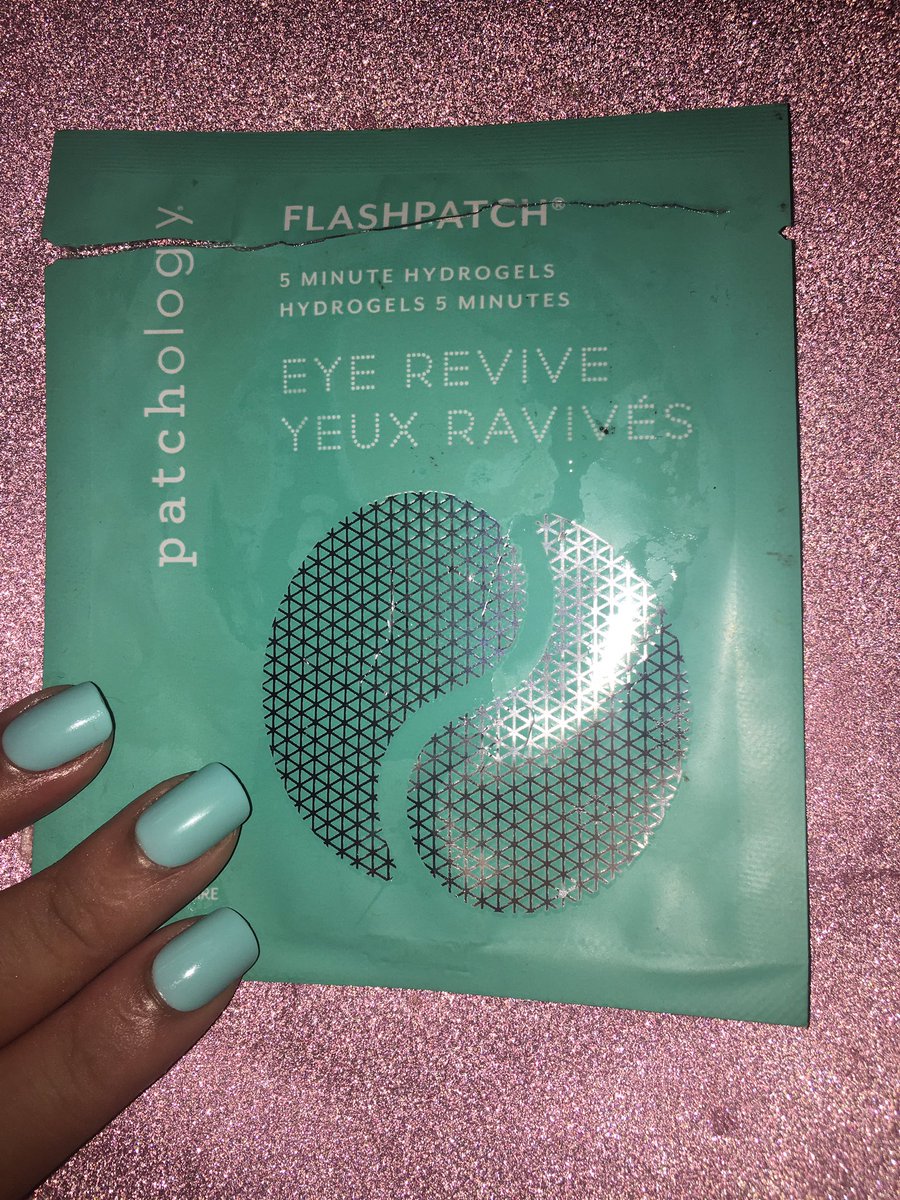 patchology.
FLASHPATCH®
5 MINUTE HYDROGELS
HYDROGELS 5 MINUTES
EYE REVIVE
YEUX RAVIVÉS